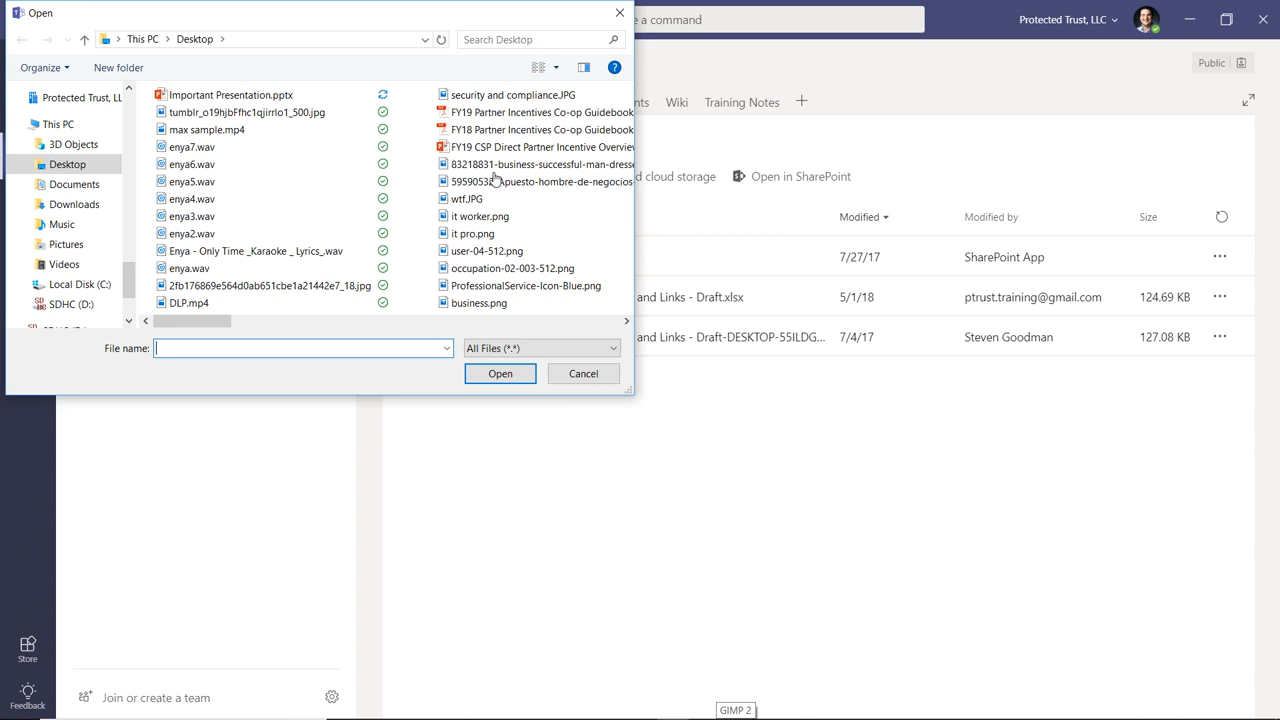 Open
e a command
Protected Trust, LLC
This PC
Desktop
Search Desktop
Organize
New folder
Public
nts
Wiki
Training Notes
Protected Trust, LL
This PC
3D Objects
Desktop
Documents
Downloads
Music
Pictures
Videos
Local Disk (C:)
SDHC (D:)
Important Presentation.pptx
tumblr_o19hjbFfhc1qjirrlo1_500.jpg
max sample.mp4
enya7.wav
enya6.wav
enya5.wav
enya4.wav
enya3.wav
enya2.wav
Enya - Only Time _Karaoke _ Lyrics_.wav
enya.wav
2fb176869e564d0ab651cbe1a21442e7_18.jpg
DLP.mp4
security and compliance.JPG
FY19 Partner Incentives Co-op Guidebook
FY18 Partner Incentives Co-op Guidebook
FY19 CSP Direct Partner Incentive Overview
83218831-business-successful-man-dresse
hombre-de-negocios
wtf.JPG
it worker.png
it pro.png
user-04-512.png
occupation-02-003-512.png
ProfessionalService-Icon-Blue.png
business.png
File name:
All Files (*.*)
Open
Cancel
d cloud storage
Open in SharePoint
Modified
Modified by
Size
7/27/17
SharePoint App
and Links - Draft.xlsx
5/1/18
ptrust.training@gmail.com
124.69 KB
and Links - Draft-DESKTOP-55ILDG...
7/4/17
Steven Goodman
127.08 KB
Store
Feedback
Join or create a team
GIMP 2